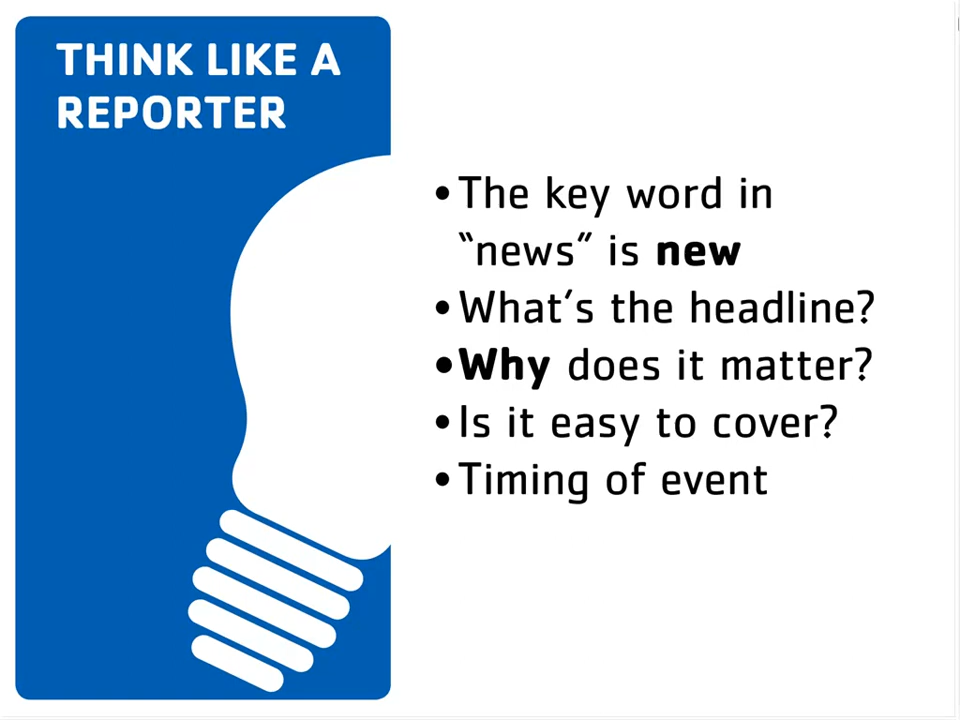 THINK LIKE A
REPORTER
•The key word in
“news” is new
•What’s the headline?
•Why does it matter?
•Is it easy to cover?
•Timing of event